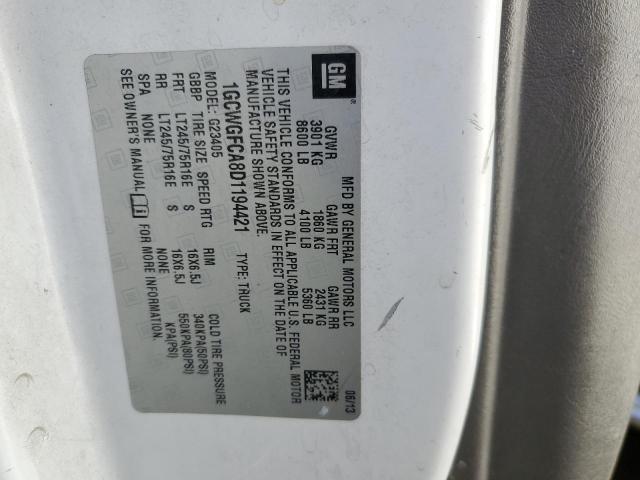 GM ®
MFD BY GENERAL MOTORS LLC 06/13
GVWR GAWR FRT GAWR RR
3901 KG 1860 KG 2431 KG
8600 LB 4100 LB 5360 LB
THIS VEHICLE CONFORMS TO ALL APPLICABLE U.S. FEDERAL MOTOR
VEHICLE SAFETY STANDARDS IN EFFECT ON THE DATE OF
MANUFACTURE SHOWN ABOVE.
1GCWGFCA8D1194421 TYPE: TRUCK
MODEL: G23405
GBBP TIRE SIZE SPEED RTG RIM COLD TIRE PRESSURE
FRT LT245/75R16E S 16X6.5J 340KPA(50PSI)
RR LT245/75R16E S 16X6.5J 550KPA(80PSI)
SPA NONE NONE KPA(PSI)
SEE OWNER'S MANUAL FOR MORE INFORMATION.